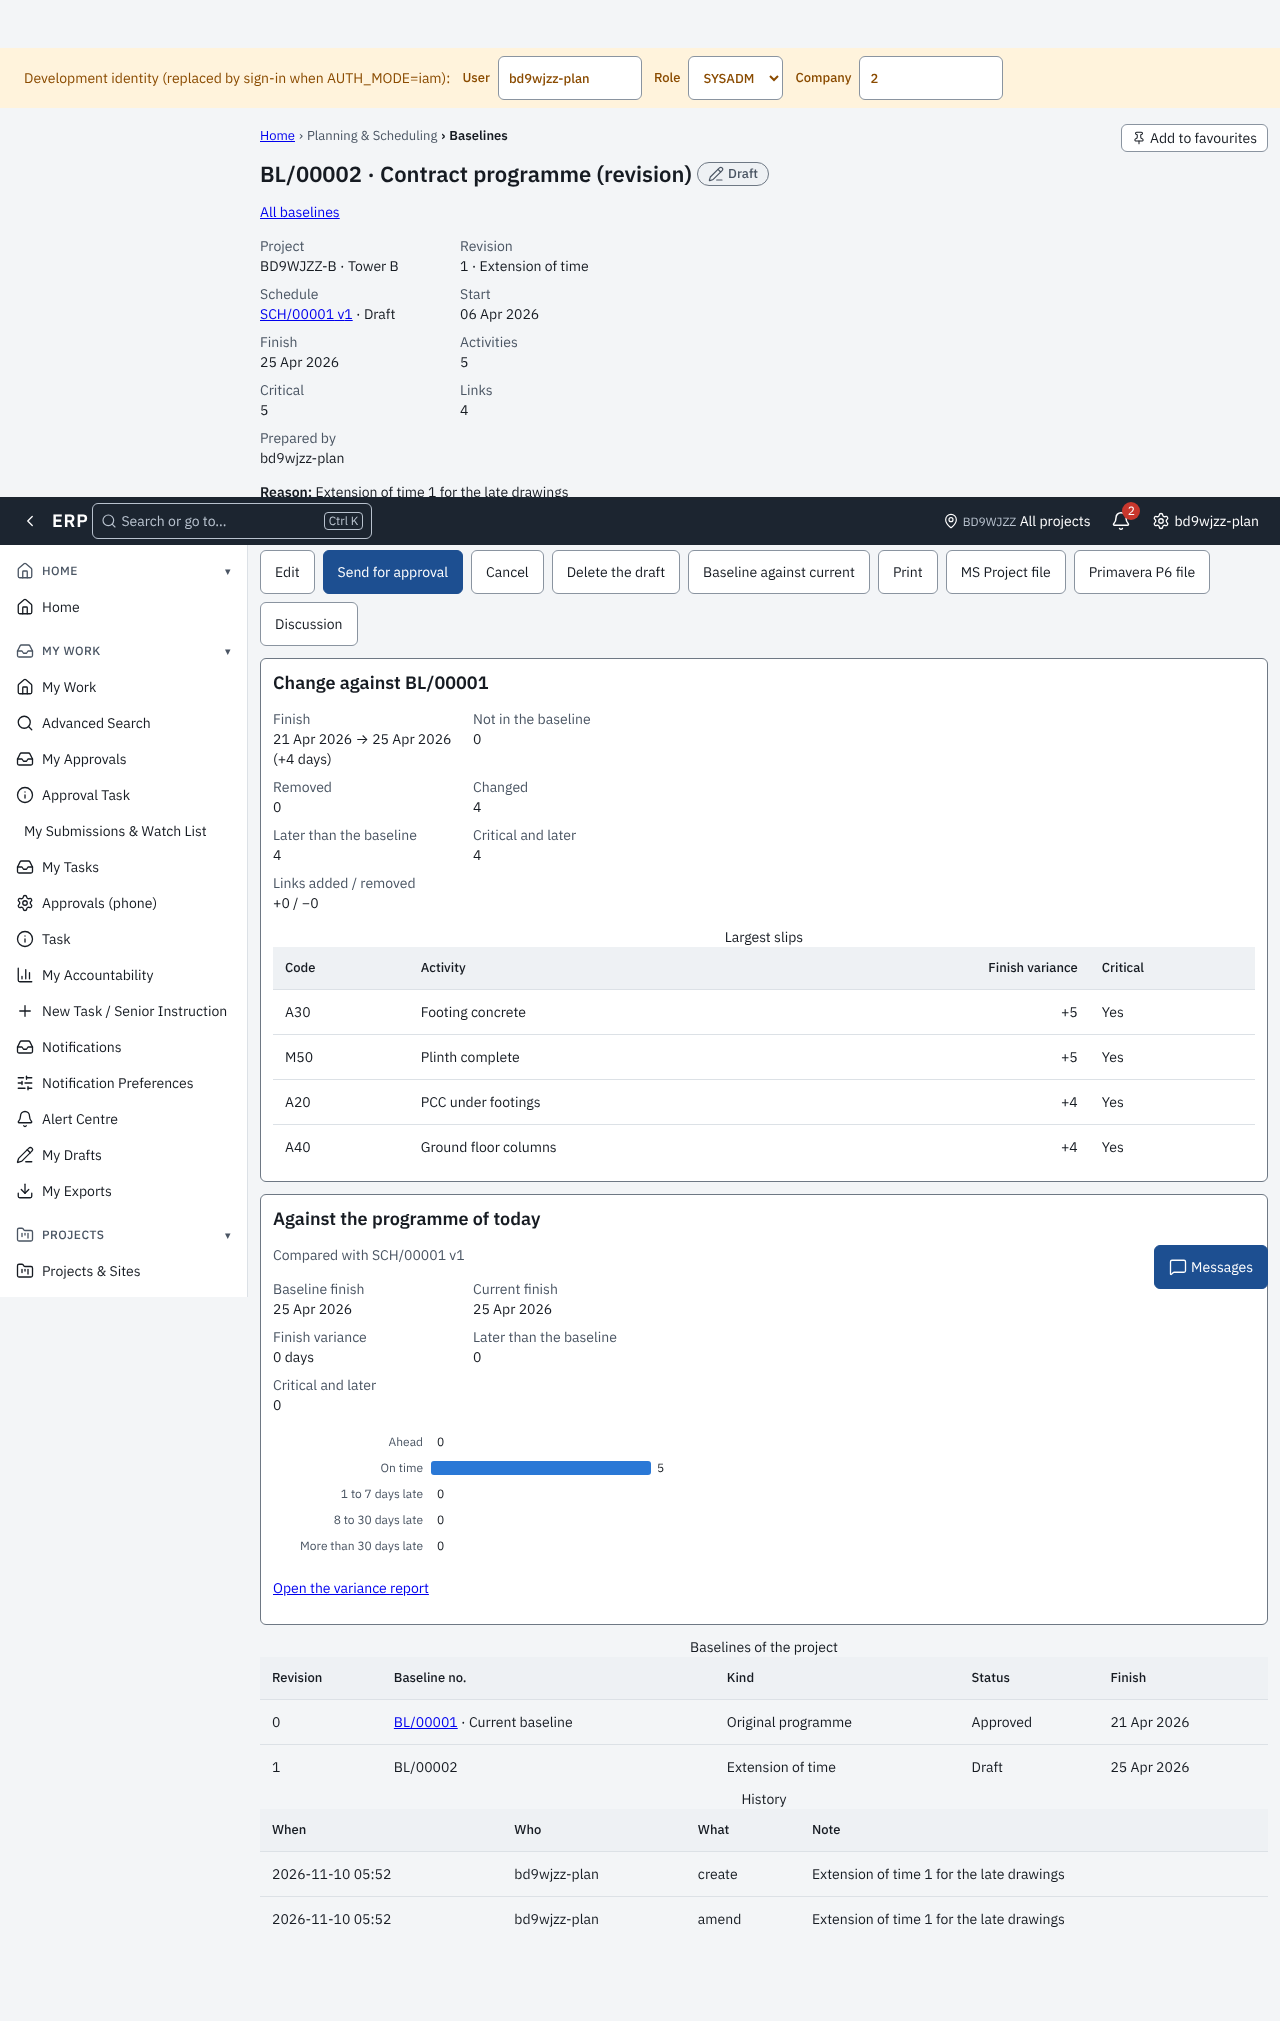 Development identity (replaced by sign-in when AUTH_MODE=iam): User bd9wjzz-plan Role SYSADM Company 2
Home › Planning & Scheduling › Baselines
Add to favourites
BL/00002 · Contract programme (revision) Draft
All baselines
Project Revision
BD9WJZZ-B · Tower B 1 · Extension of time
Schedule Start
SCH/00001 v1 · Draft 06 Apr 2026
Finish Activities
25 Apr 2026 5
Critical Links
5 4
Prepared by
bd9wjzz-plan
Reason: Extension of time 1 for the late drawings
ERP Search or go to... Ctrl K BD9WJZZ All projects 2 bd9wjzz-plan
HOME
Home
MY WORK
My Work
Advanced Search
My Approvals
Approval Task
My Submissions & Watch List
My Tasks
Approvals (phone)
Task
My Accountability
New Task / Senior Instruction
Notifications
Notification Preferences
Alert Centre
My Drafts
My Exports
PROJECTS
Projects & Sites
Edit Send for approval Cancel Delete the draft Baseline against current Print MS Project file Primavera P6 file
Discussion
Change against BL/00001
Finish Not in the baseline
21 Apr 2026 → 25 Apr 2026 0
(+4 days)
Removed Changed
0 4
Later than the baseline Critical and later
4 4
Links added / removed
+0 / −0
Largest slips
Code Activity Finish variance Critical
A30 Footing concrete +5 Yes
M50 Plinth complete +5 Yes
A20 PCC under footings +4 Yes
A40 Ground floor columns +4 Yes
Against the programme of today
Compared with SCH/00001 v1
Messages
Baseline finish Current finish
25 Apr 2026 25 Apr 2026
Finish variance Later than the baseline
0 days 0
Critical and later
0
Ahead 0
On time 5
1 to 7 days late 0
8 to 30 days late 0
More than 30 days late 0
Open the variance report
Baselines of the project
Revision Baseline no. Kind Status Finish
0 BL/00001 · Current baseline Original programme Approved 21 Apr 2026
1 BL/00002 Extension of time Draft 25 Apr 2026
History
When Who What Note
2026-11-10 05:52 bd9wjzz-plan create Extension of time 1 for the late drawings
2026-11-10 05:52 bd9wjzz-plan amend Extension of time 1 for the late drawings